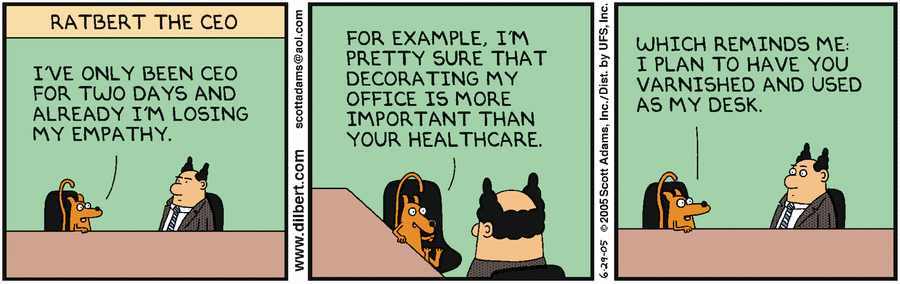 RATBERT THE CEO
I'VE ONLY BEEN CEO
FOR TWO DAYS AND
ALREADY I'M LOSING
MY EMPATHY.
www.dilbert.com scottadams@aol.com
FOR EXAMPLE, I'M
PRETTY SURE THAT
DECORATING MY
OFFICE IS MORE
IMPORTANT THAN
YOUR HEALTHCARE.
6-29-05 © 2005 Scott Adams, Inc./Dist. by UFS, Inc.
WHICH REMINDS ME:
I PLAN TO HAVE YOU
VARNISHED AND USED
AS MY DESK.